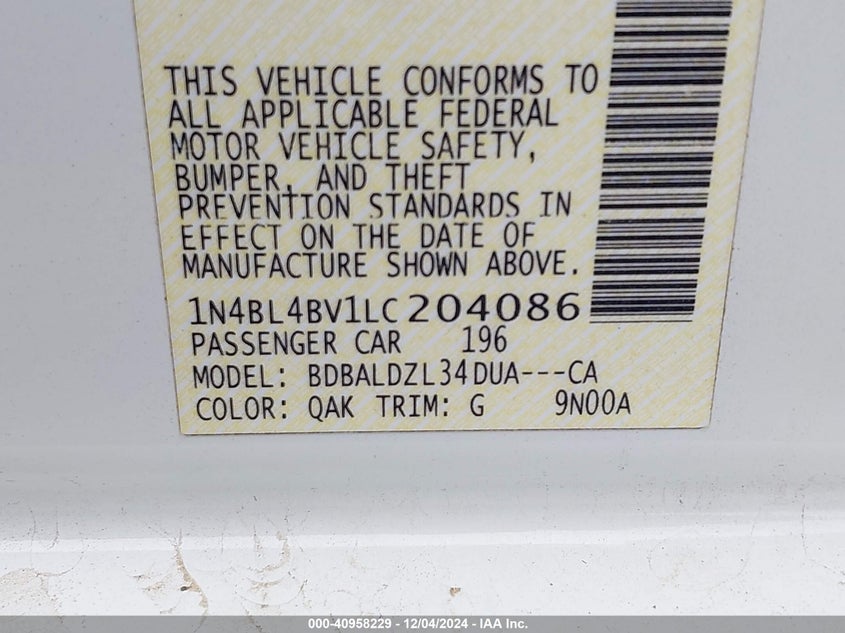 THIS VEHICLE CONFORMS TO
ALL APPLICABLE FEDERAL
MOTOR VEHICLE SAFETY,
BUMPER, AND THEFT
PREVENTION STANDARDS IN
EFFECT ON THE DATE OF
MANUFACTURE SHOWN ABOVE.
1N4BL4BV1LC204086
PASSENGER CAR 196
MODEL: BDBALDZL34DUA---CA
COLOR: QAK TRIM: G 9N00A
000-40958229 - 12/04/2024 - IAA Inc.